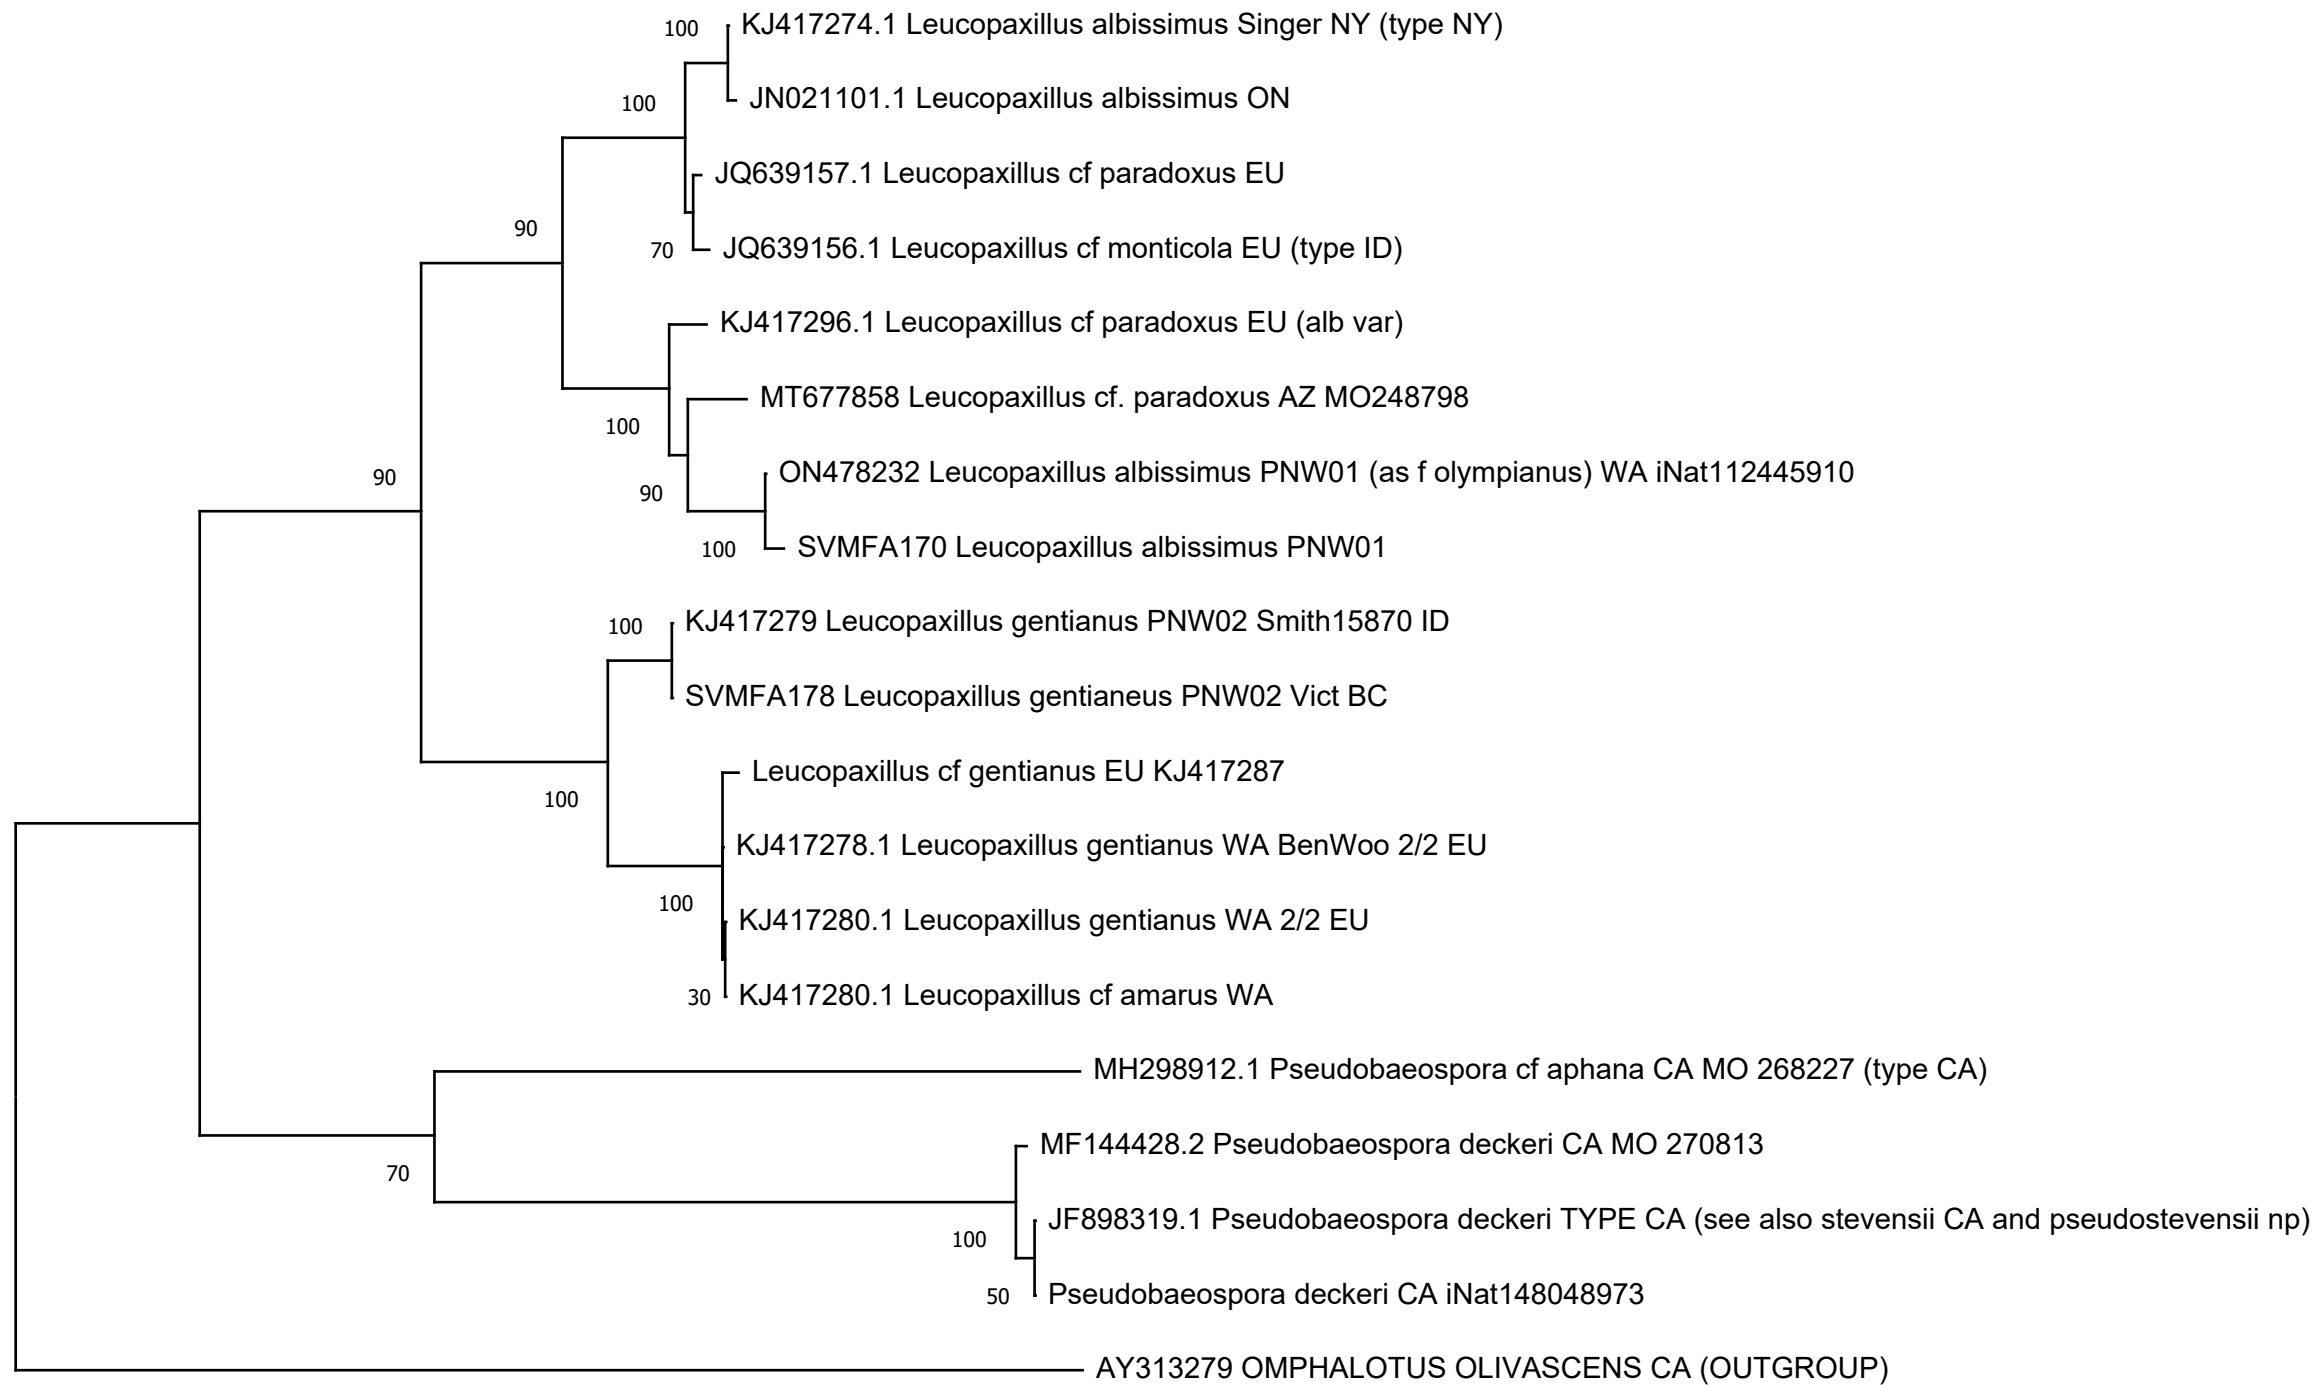 100
KJ417274.1 Leucopaxillus albissimus Singer NY (type NY)
100
JN021101.1 Leucopaxillus albissimus ON
JQ639157.1 Leucopaxillus cf paradoxus EU
90
70
JQ639156.1 Leucopaxillus cf monticola EU (type ID)
KJ417296.1 Leucopaxillus cf paradoxus EU (alb var)
MT677858 Leucopaxillus cf. paradoxus AZ MO248798
100
90
ON478232 Leucopaxillus albissimus PNW01 (as f olympianus) WA iNat112445910
90
100
SVMFA170 Leucopaxillus albissimus PNW01
100
KJ417279 Leucopaxillus gentianus PNW02 Smith15870 ID
SVMFA178 Leucopaxillus gentianeus PNW02 Vict BC
Leucopaxillus cf gentianus EU KJ417287
100
KJ417278.1 Leucopaxillus gentianus WA BenWoo 2/2 EU
100
KJ417280.1 Leucopaxillus gentianus WA 2/2 EU
30
KJ417280.1 Leucopaxillus cf amarus WA
MH298912.1 Pseudobaeospora cf aphana CA MO 268227 (type CA)
MF144428.2 Pseudobaeospora deckeri CA MO 270813
70
JF898319.1 Pseudobaeospora deckeri TYPE CA (see also stevensii CA and pseudostevensii np)
100
50
Pseudobaeospora deckeri CA iNat148048973
AY313279 OMPHALOTUS OLIVASCENS CA (OUTGROUP)